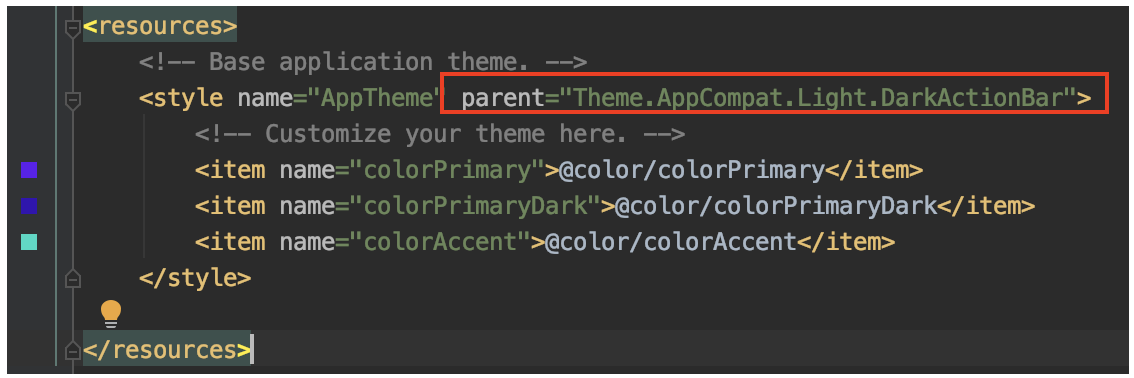 <resources>
<!-- Base application theme. -->
<style name="AppTheme" parent="Theme.AppCompat.Light.DarkActionBar">
<!-- Customize your theme here. -->
<item name="colorPrimary">@color/colorPrimary</item>
<item name="colorPrimaryDark">@color/colorPrimaryDark</item>
<item name="colorAccent">@color/colorAccent</item>
</style>
</resources>